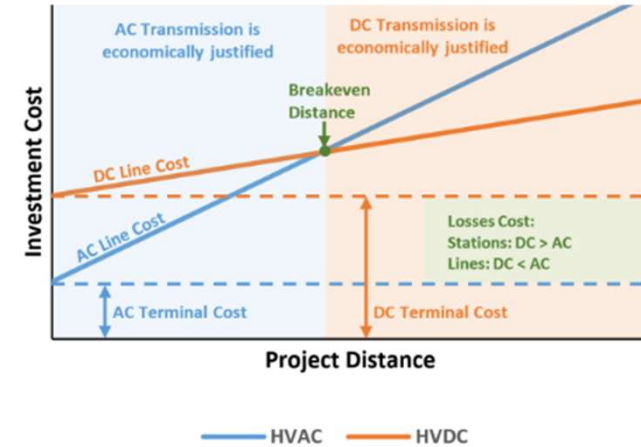 AC Transmission is
economically justified
DC Transmission is
economically justified
Breakeven
Distance
DC Line Cost
AC Line Cost
Losses Cost:
Stations: DC > AC
Lines: DC < AC
AC Terminal Cost
DC Terminal Cost
Investment Cost
Project Distance
HVAC
HVDC